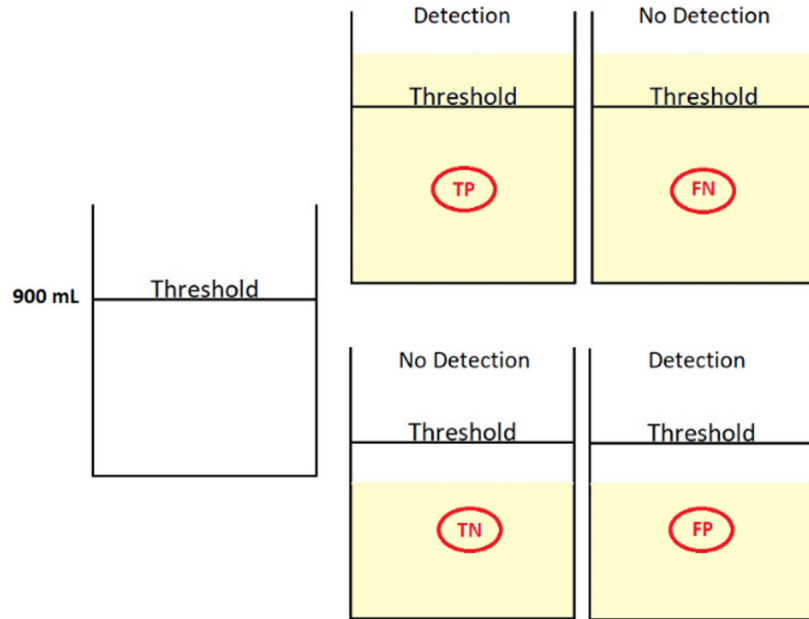 Detection
No Detection
Threshold
Threshold
TP
FN
900 mL
Threshold
No Detection
Detection
Threshold
Threshold
TN
FP